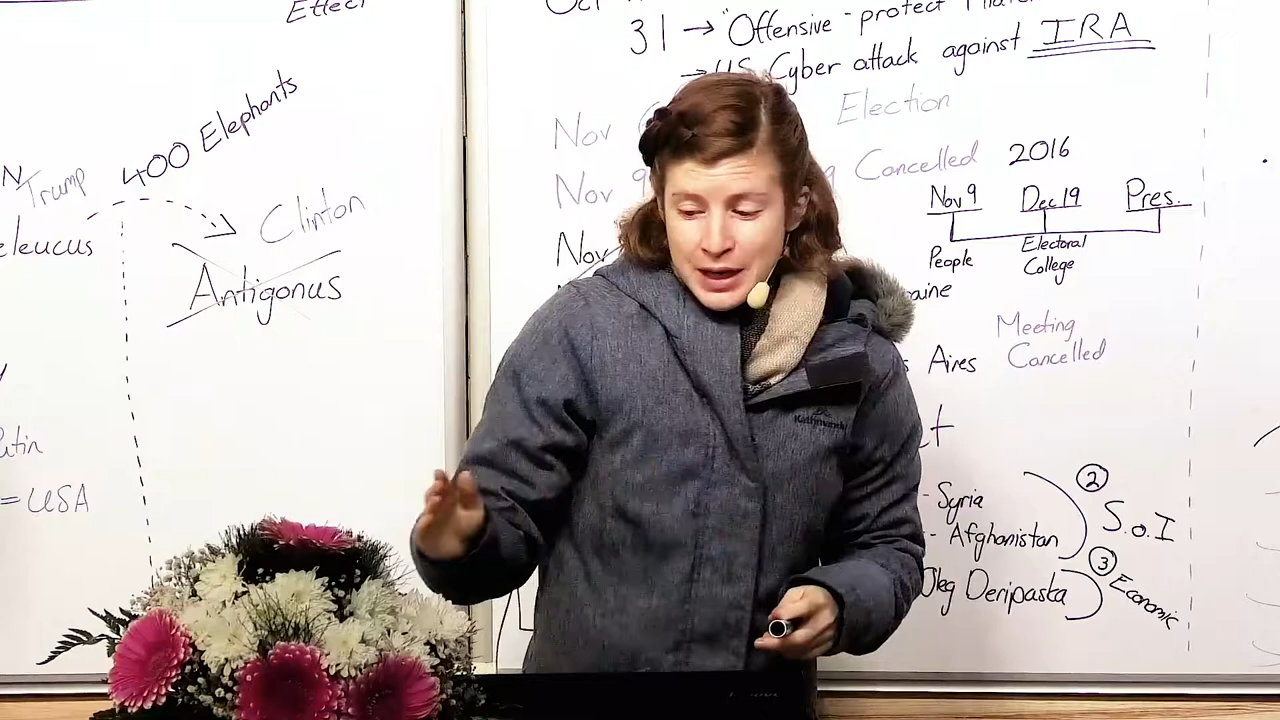 Effect
400 Elephants
Trump
Clinton
eleucus
Antigonus
utin
= USA
31 → "Offensive - protect
→ US Cyber attack against IRA
Nov Election
Nov 9 Cancelled 2016
Nov
Nov 9 Dec 19 Pres.
People Electoral College
aine
Meeting
Aires Cancelled
- Syria
- Afghanistan
② S.o.I
Oleg Deripaska
③ Economic
Kathmandu